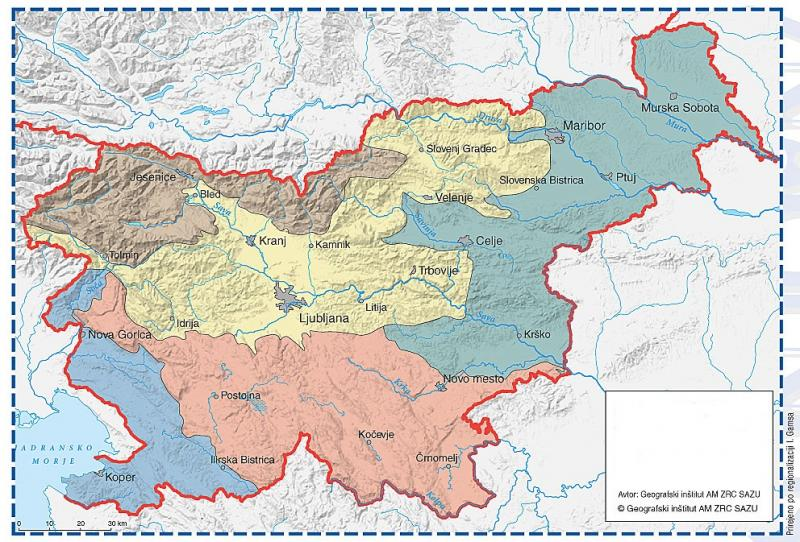 Murska Sobota
Mura
Drava
Maribor
Slovenj Gradec
Jesenice
Slovenska Bistrica
Ptuj
Bled
Velenje
Sava
Savinja
Kranj
Kamnik
Celje
Tolmin
Trbovlje
Soča
Litija
Ljubljana
Idrija
Sava
Krško
Nova Gorica
Novo mesto
Krka
Postojna
Kočevje
JADRANSKO
MORJE
Ilirska Bistrica
Črnomelj
Koper
Kolpa
Avtor: Geografski inštitut AM ZRC SAZU
© Geografski inštitut AM ZRC SAZU
0 10 20 30 km
Prirejeno po regionalizaciji I. Gamsa